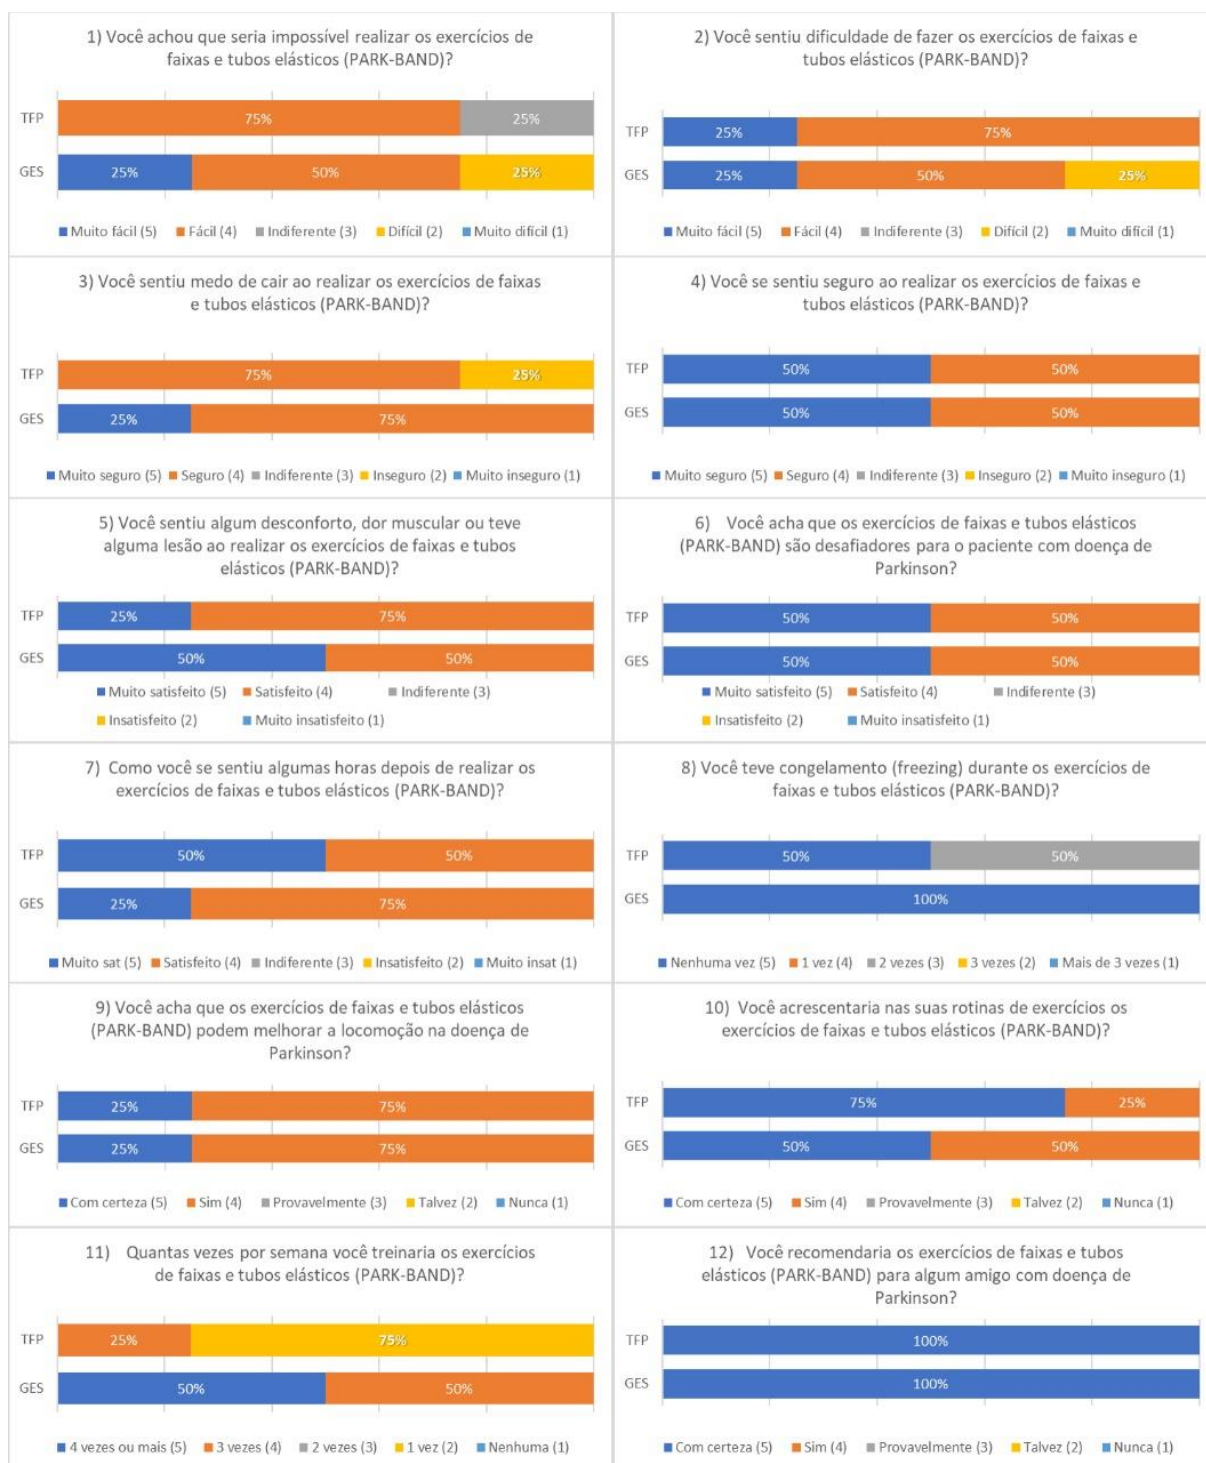 1) Você achou que seria impossível realizar os exercícios de
faixas e tubos elásticos (PARK-BAND)?
TFP
75%
25%
GES
25%
50%
25%
Muito fácil (5) Fácil (4) Indiferente (3) Difícil (2) Muito difícil (1)
2) Você sentiu dificuldade de fazer os exercícios de faixas e
tubos elásticos (PARK-BAND)?
TFP
25%
75%
GES
25%
50%
25%
Muito fácil (5) Fácil (4) Indiferente (3) Difícil (2) Muito difícil (1)
3) Você sentiu medo de cair ao realizar os exercícios de faixas
e tubos elásticos (PARK-BAND)?
TFP
75%
25%
GES
25%
75%
Muito seguro (5) Seguro (4) Indiferente (3) Inseguro (2) Muito inseguro (1)
4) Você se sentiu seguro ao realizar os exercícios de faixas e
tubos elásticos (PARK-BAND)?
TFP
50%
50%
GES
50%
50%
Muito seguro (5) Seguro (4) Indiferente (3) Inseguro (2) Muito inseguro (1)
5) Você sentiu algum desconforto, dor muscular ou teve
alguma lesão ao realizar os exercícios de faixas e tubos
elásticos (PARK-BAND)?
TFP
25%
75%
GES
50%
50%
Muito satisfeito (5) Satisfeito (4) Indiferente (3)
Insatisfeito (2) Muito insatisfeito (1)
6) Você acha que os exercícios de faixas e tubos elásticos
(PARK-BAND) são desafiadores para o paciente com doença de
Parkinson?
TFP
50%
50%
GES
50%
50%
Muito satisfeito (5) Satisfeito (4) Indiferente (3)
Insatisfeito (2) Muito insatisfeito (1)
7) Como você se sentiu algumas horas depois de realizar os
exercícios de faixas e tubos elásticos (PARK-BAND)?
TFP
50%
50%
GES
25%
75%
Muito sat (5) Satisfeito (4) Indiferente (3) Insatisfeito (2) Muito insat (1)
8) Você teve congelamento (freezing) durante os exercícios de
faixas e tubos elásticos (PARK-BAND)?
TFP
50%
50%
GES
100%
Nenhuma vez (5) 1 vez (4) 2 vezes (3) 3 vezes (2) Mais de 3 vezes (1)
9) Você acha que os exercícios de faixas e tubos elásticos
(PARK-BAND) podem melhorar a locomoção na doença de
Parkinson?
TFP
25%
75%
GES
25%
75%
Com certeza (5) Sim (4) Provavelmente (3) Talvez (2) Nunca (1)
10) Você acrescentaria nas suas rotinas de exercícios os
exercícios de faixas e tubos elásticos (PARK-BAND)?
TFP
75%
25%
GES
50%
50%
Com certeza (5) Sim (4) Provavelmente (3) Talvez (2) Nunca (1)
11) Quantas vezes por semana você treinaria os exercícios
de faixas e tubos elásticos (PARK-BAND)?
TFP
25%
75%
GES
50%
50%
4 vezes ou mais (5) 3 vezes (4) 2 vezes (3) 1 vez (2) Nenhuma (1)
12) Você recomendaria os exercícios de faixas e tubos
elásticos (PARK-BAND) para algum amigo com doença de
Parkinson?
TFP
100%
GES
100%
Com certeza (5) Sim (4) Provavelmente (3) Talvez (2) Nunca (1)